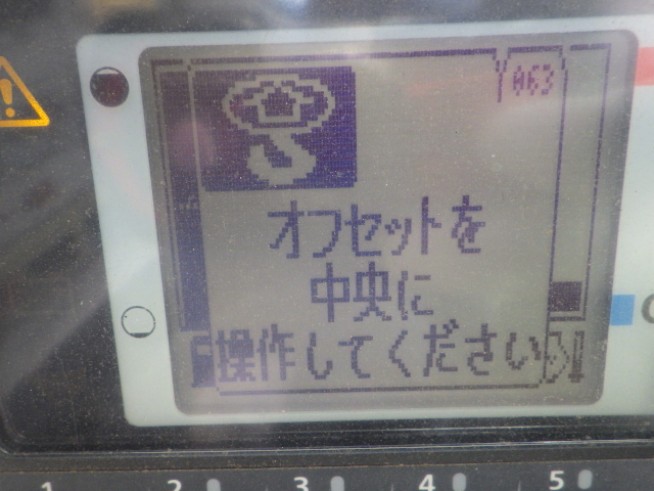 A63
オフセットを
中央に
操作してください
1 2 3 4 5